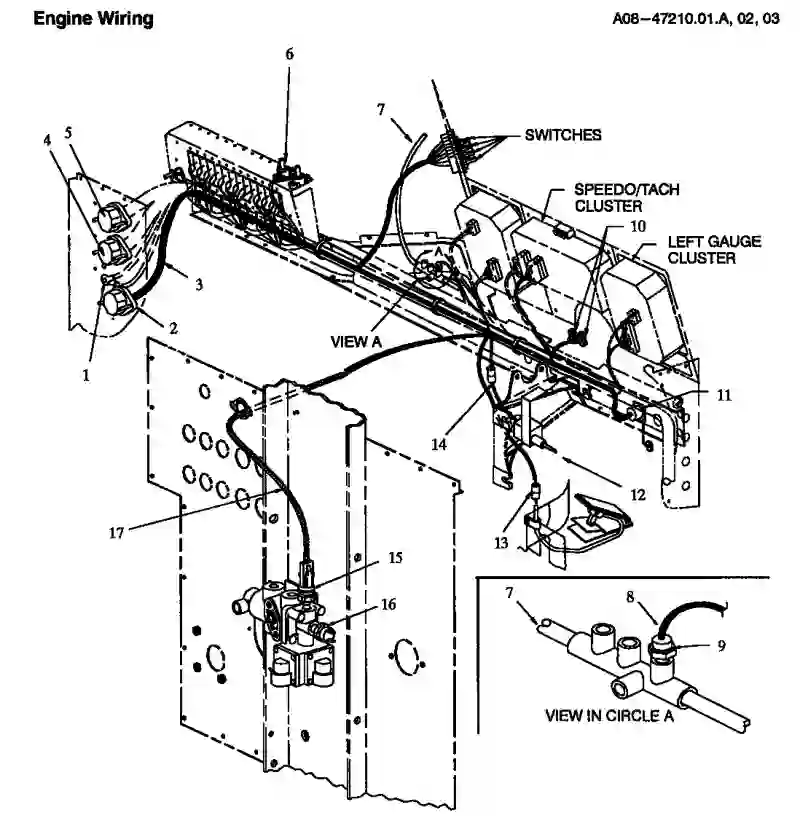 Engine Wiring
A08-47210.01.A, 02, 03
6
7
SWITCHES
5
4
SPEEDO/TACH
CLUSTER
10
LEFT GAUGE
CLUSTER
3
2
VIEW A
A
1
11
14
12
13
17
15
16
7
8
9
VIEW IN CIRCLE A